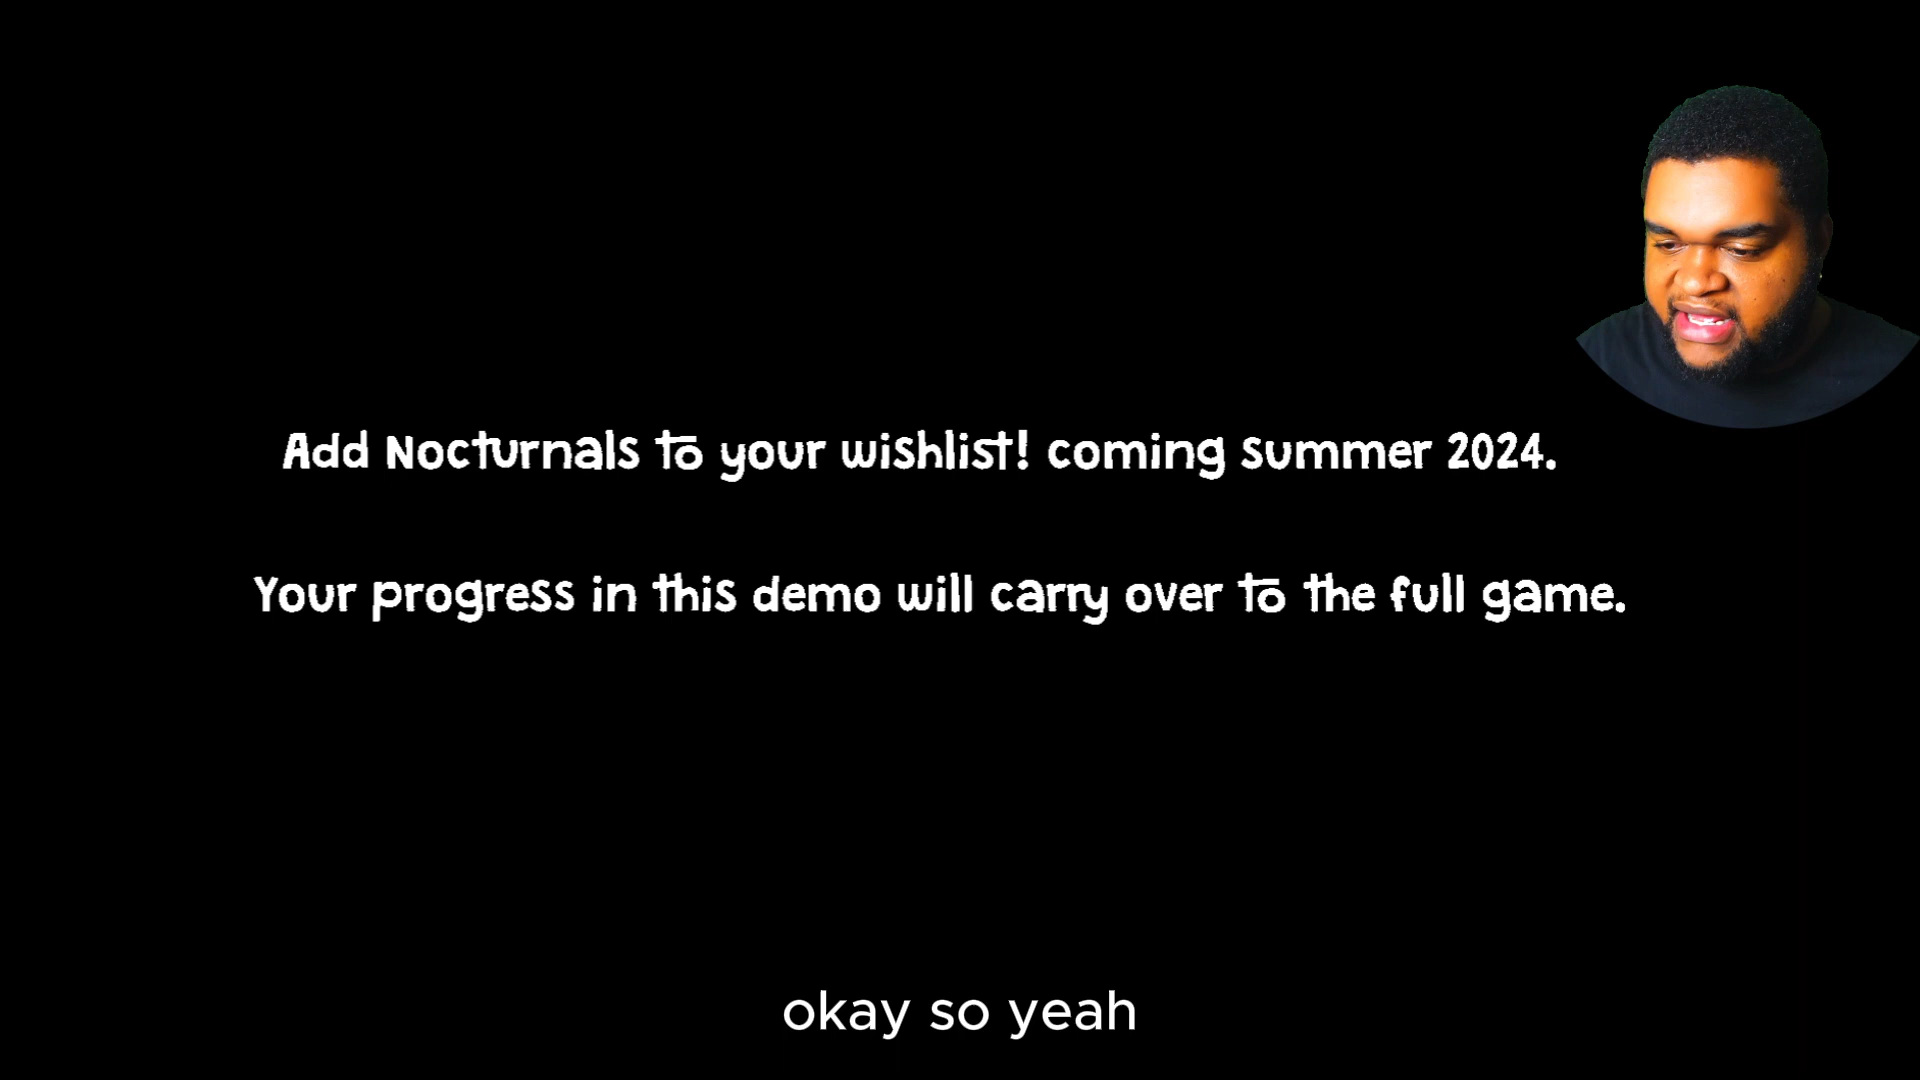 Add Nocturnals to your wishlist! coming summer 2024.
Your progress in this demo will carry over to the full game.
okay so yeah